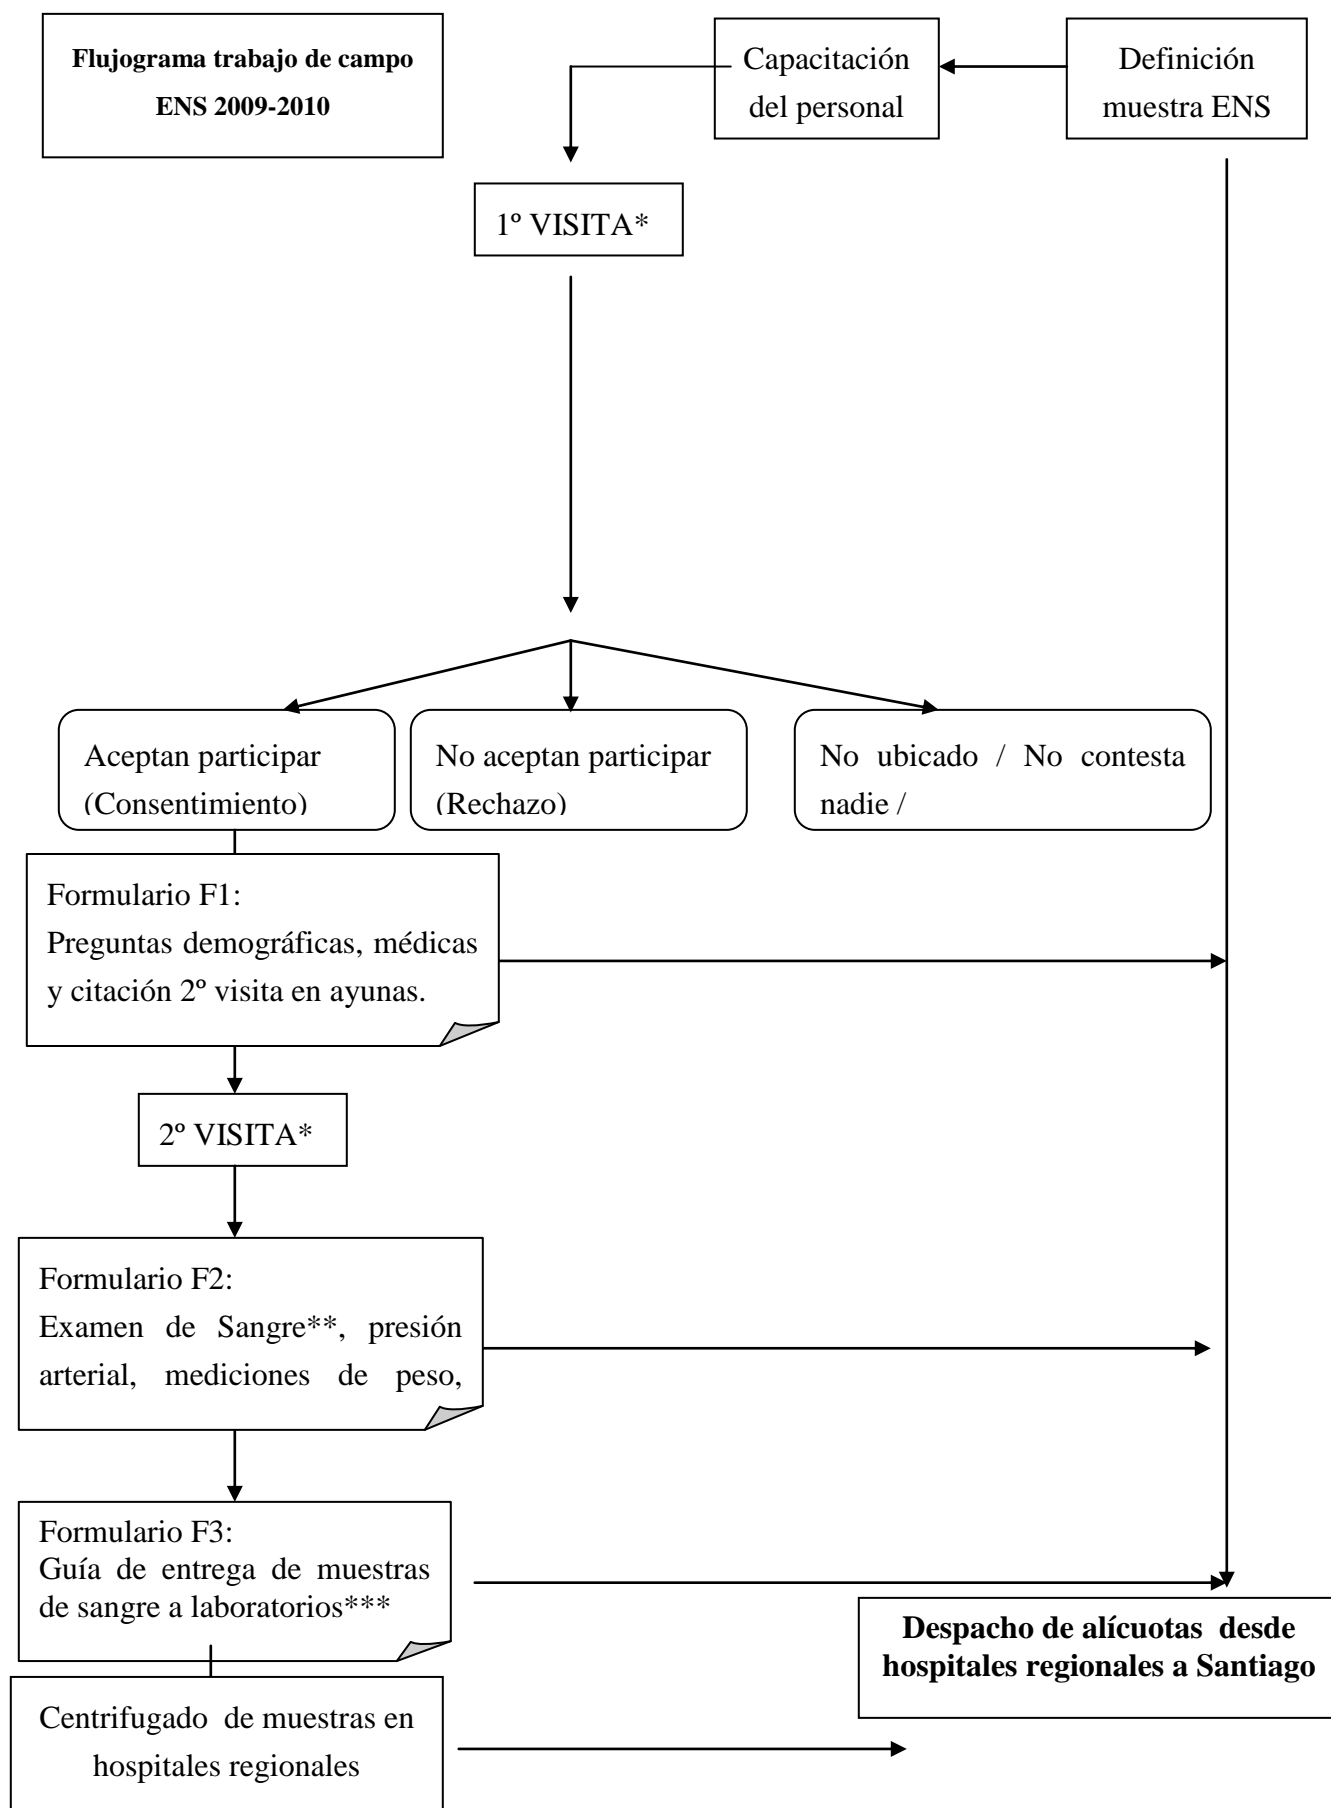 Flujograma trabajo de campo
ENS 2009-2010
Capacitación
del personal
Definición
muestra ENS
1º VISITA*
Aceptan participar
(Consentimiento)
No aceptan participar
(Rechazo)
No ubicado / No contesta
nadie /
Formulario F1:
Preguntas demográficas, médicas
y citación 2º visita en ayunas.
2º VISITA*
Formulario F2:
Examen de Sangre**, presión
arterial, mediciones de peso,
Formulario F3:
Guía de entrega de muestras
de sangre a laboratorios***
Despacho de alícuotas desde
hospitales regionales a Santiago
Centrifugado de muestras en
hospitales regionales